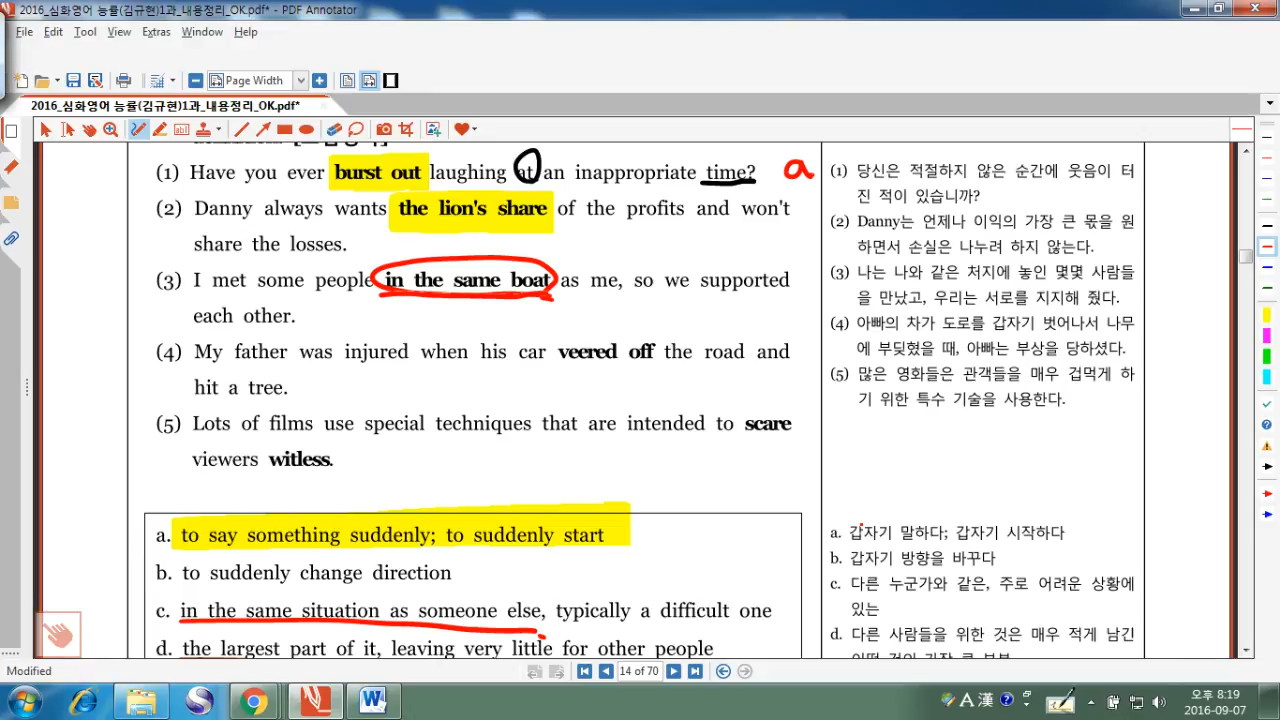 2016_심화영어 능률(김규현)1과_내용정리_OK.pdf* - PDF Annotator
File Edit Tool View Extras Window Help
Page Width
2016_심화영어 능률(김규현)1과_내용정리_OK.pdf*
(1) Have you ever burst out laughing at an inappropriate time? a
(2) Danny always wants the lion's share of the profits and won't
share the losses.
(3) I met some people in the same boat as me, so we supported
each other.
(4) My father was injured when his car veered off the road and
hit a tree.
(5) Lots of films use special techniques that are intended to scare
viewers witless.
a. to say something suddenly; to suddenly start
b. to suddenly change direction
c. in the same situation as someone else, typically a difficult one
d. the largest part of it, leaving very little for other people
(1) 당신은 적절하지 않은 순간에 웃음이 터
진 적이 있습니까?
(2) Danny는 언제나 이익의 가장 큰 몫을 원
하면서 손실은 나누려 하지 않는다.
(3) 나는 나와 같은 처지에 놓인 몇몇 사람들
을 만났고, 우리는 서로를 지지해 줬다.
(4) 아빠의 차가 도로를 갑자기 벗어나서 나무
에 부딪혔을 때, 아빠는 부상을 당하셨다.
(5) 많은 영화들은 관객들을 매우 겁먹게 하
기 위한 특수 기술을 사용한다.
a. 갑자기 말하다; 갑자기 시작하다
b. 갑자기 방향을 바꾸다
c. 다른 누군가와 같은, 주로 어려운 상황에
있는
d. 다른 사람들을 위한 것은 매우 적게 남긴
Modified
14 of 70
A 漢
오후 8:19
2016-09-07